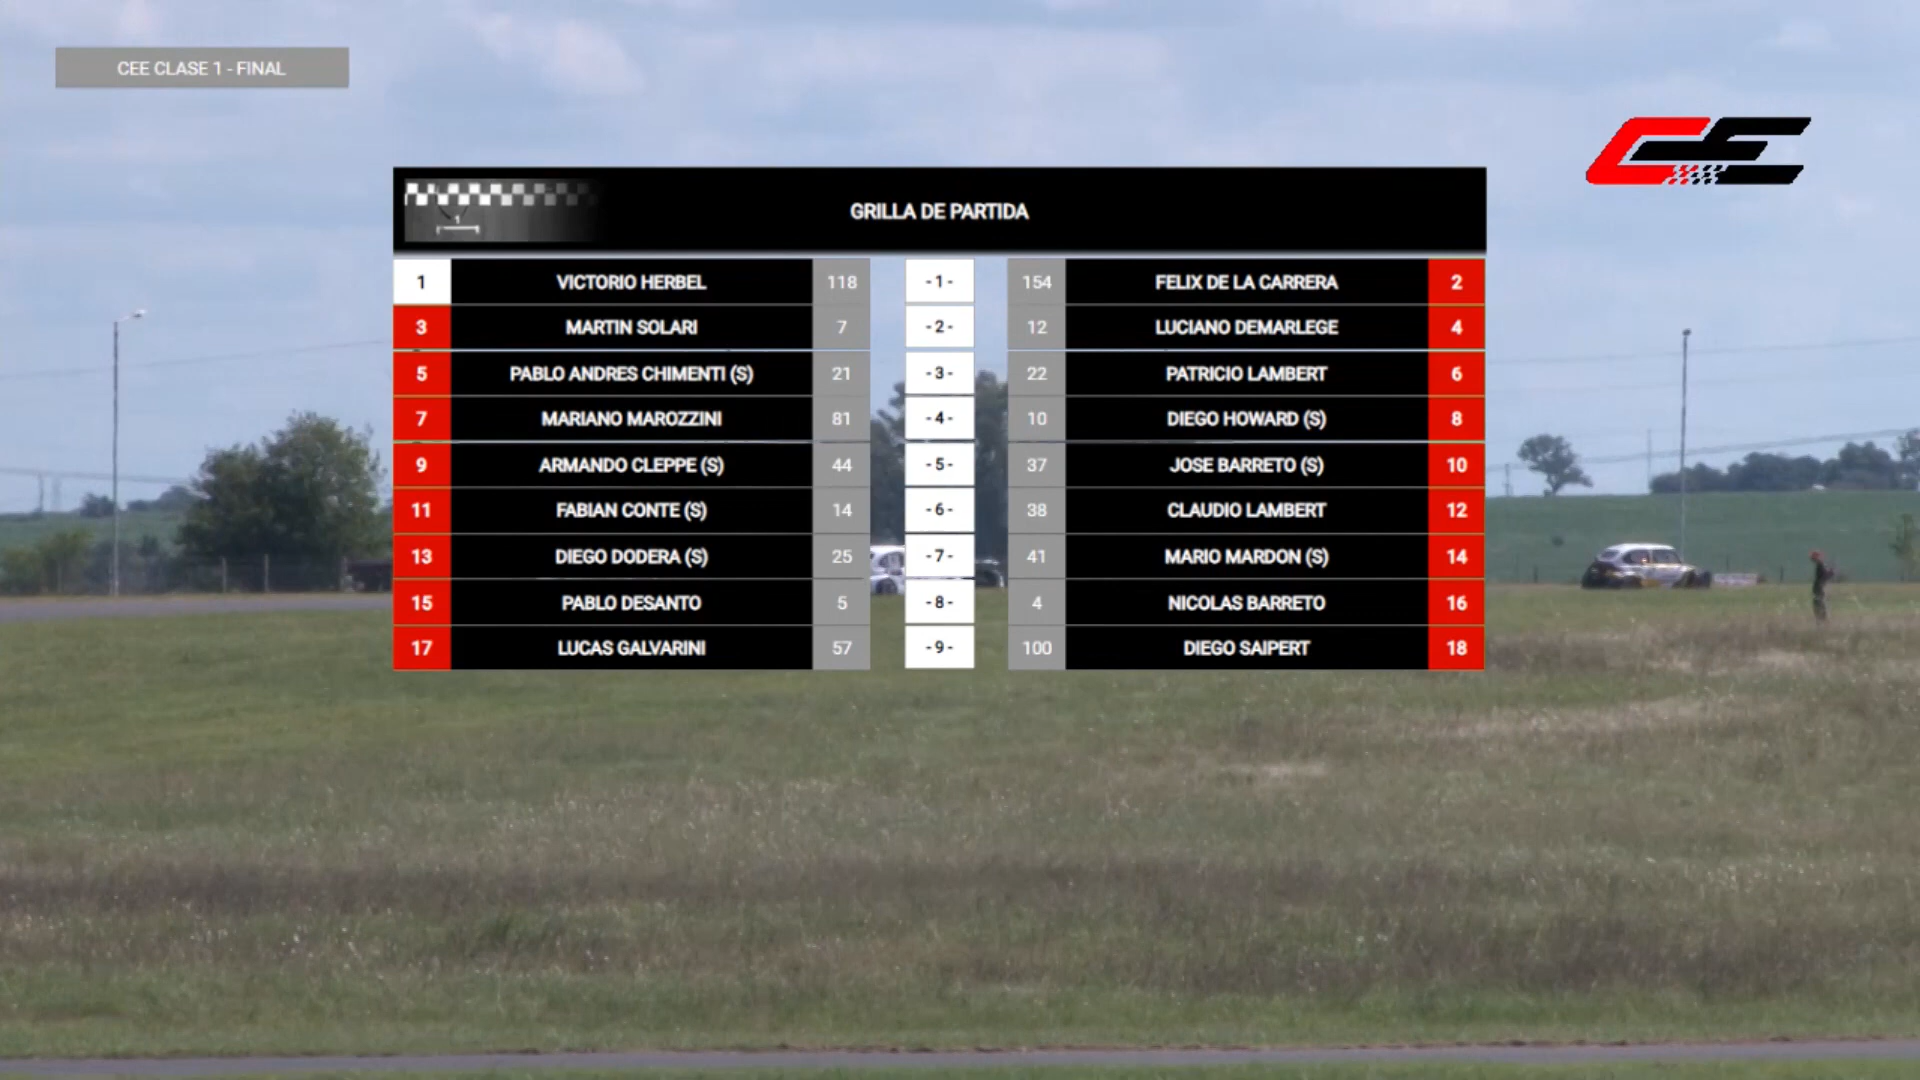 CEE CLASE 1 - FINAL
GRILLA DE PARTIDA
1 VICTORIO HERBEL 118 - 1 - 154 FELIX DE LA CARRERA 2
3 MARTIN SOLARI 7 - 2 - 12 LUCIANO DEMARLEGE 4
5 PABLO ANDRES CHIMENTI (S) 21 - 3 - 22 PATRICIO LAMBERT 6
7 MARIANO MAROZZINI 81 - 4 - 10 DIEGO HOWARD (S) 8
9 ARMANDO CLEPPE (S) 44 - 5 - 37 JOSE BARRETO (S) 10
11 FABIAN CONTE (S) 14 - 6 - 38 CLAUDIO LAMBERT 12
13 DIEGO DODERA (S) 25 - 7 - 41 MARIO MARDON (S) 14
15 PABLO DESANTO 5 - 8 - 4 NICOLAS BARRETO 16
17 LUCAS GALVARINI 57 - 9 - 100 DIEGO SAIPERT 18